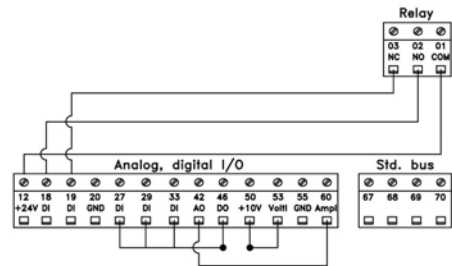 Relay
03 02 01
NC NO COM
Analog, digital I/O
12 18 19 20 27 29 33 42 46 50 53 55 60
+24V DI DI GND DI DI DI AO DO +10V VoltI GND AmpI
Std. bus
67 68 69 70